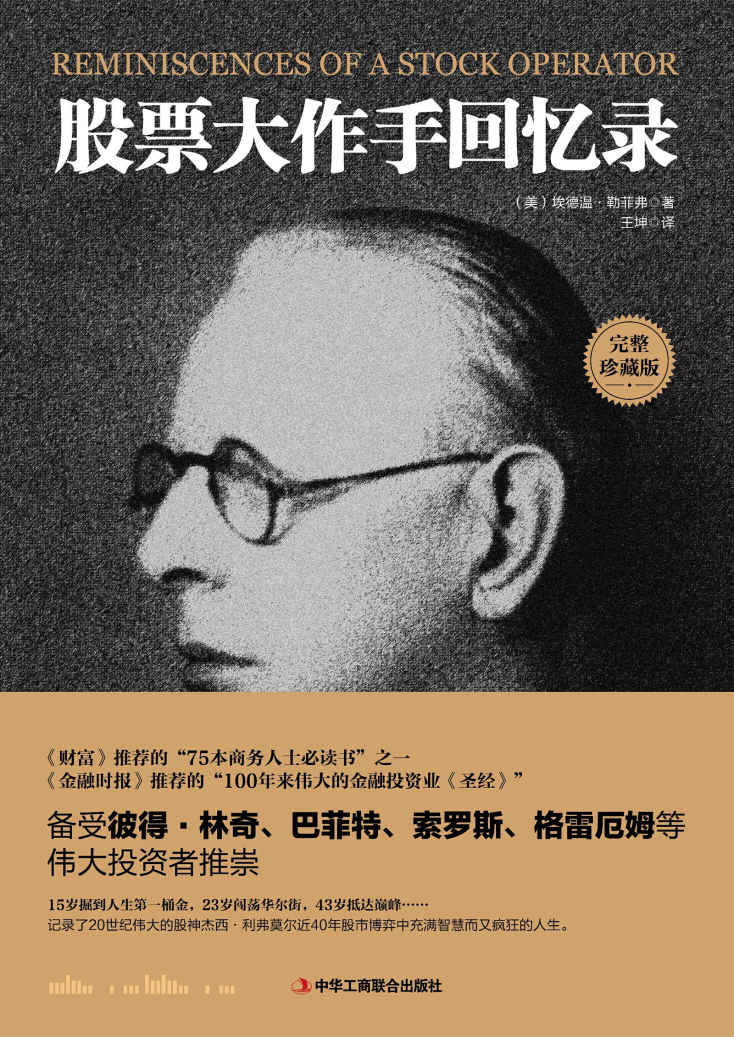 REMINISCENCES OF A STOCK OPERATOR
股票大作手回忆录
（美）埃德温·勒菲弗◎著
王坤◎译
完整
珍藏版
《财富》推荐的“75本商务人士必读书”之一
《金融时报》推荐的“100年来伟大的金融投资业《圣经》”
备受彼得·林奇、巴菲特、索罗斯、格雷厄姆等
伟大投资者推崇
15岁掘到人生第一桶金，23岁闯荡华尔街，43岁抵达巅峰……
记录了20世纪伟大的股神杰西·利弗莫尔近40年股市博弈中充满智慧而又疯狂的人生。
中华工商联合出版社